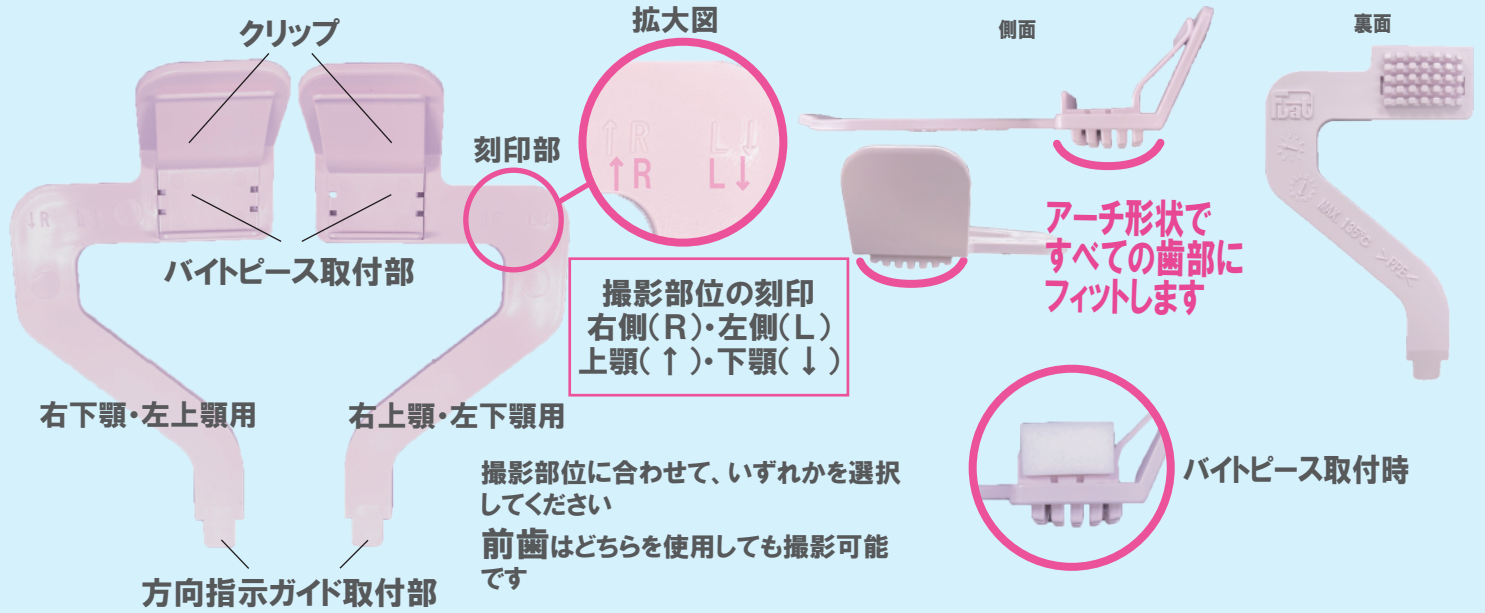 クリップ
拡大図
側面
裏面
刻印部
↑R L↓
↑R L↓
↓R L
バイトピース取付部
撮影部位の刻印
右側(R)・左側(L)
上顎(↑)・下顎(↓)
アーチ形状で
すべての歯部に
フィットします
MAX. 135°C >PPE<
右下顎・左上顎用
右上顎・左下顎用
撮影部位に合わせて、いずれかを選択
してください
前歯はどちらを使用しても撮影可能
です
バイトピース取付時
方向指示ガイド取付部